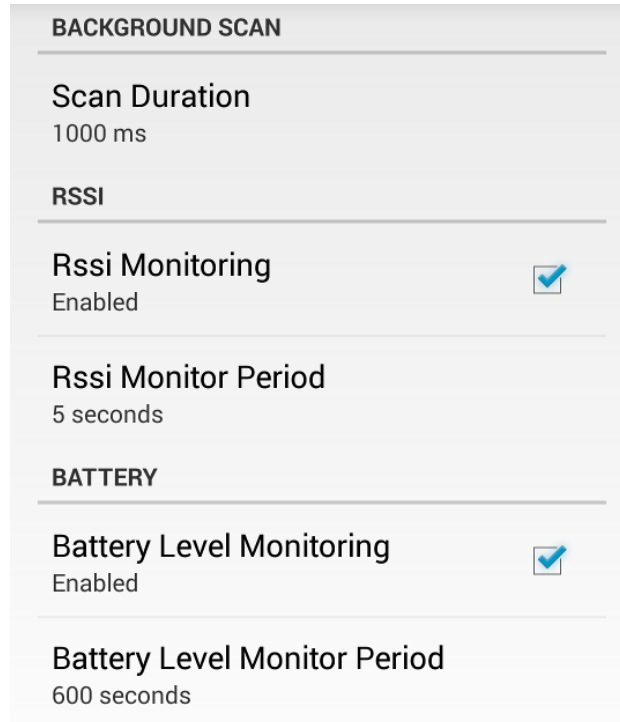 BACKGROUND SCAN
Scan Duration
1000 ms
RSSI
Rssi Monitoring
Enabled
Rssi Monitor Period
5 seconds
BATTERY
Battery Level Monitoring
Enabled
Battery Level Monitor Period
600 seconds